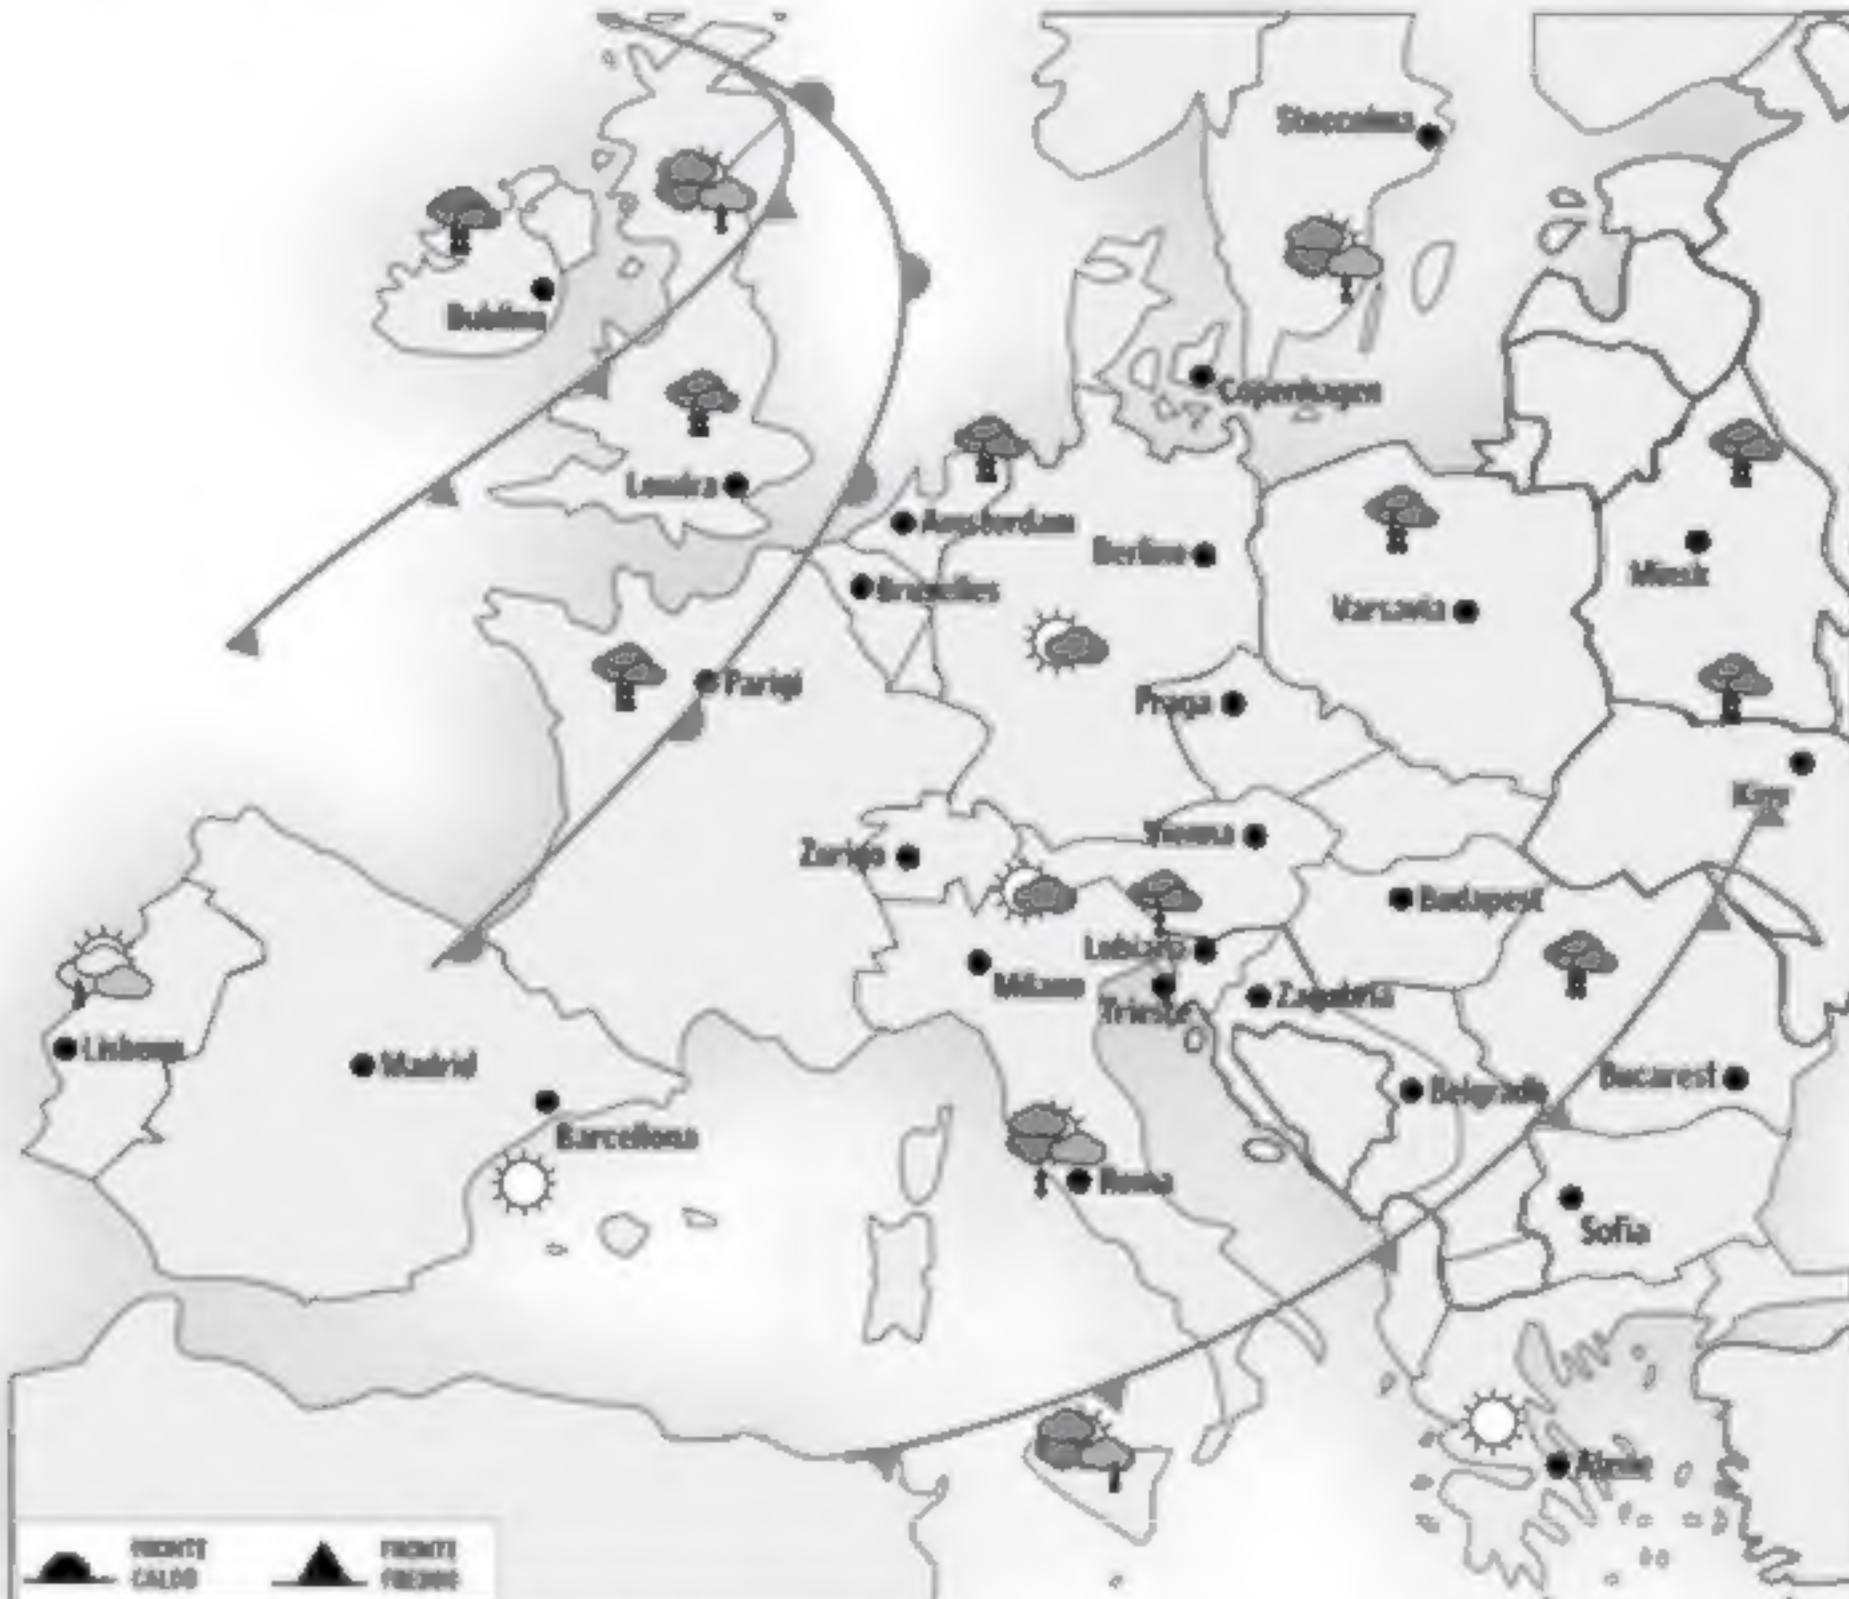 Stoccolma
Dublino
Copenhagen
Londra
Amsterdam
Berlino
Bruxelles
Minsk
Varsavia
Parigi
Praga
Kiev
Vienna
Zurigo
Budapest
Lubiana
Milano
Zagabria
Trieste
Lisbona
Madrid
Belgrado
Bucarest
Barcellona
Roma
Sofia
Atene
FRONTE
CALDO
FRONTE
FREDDO